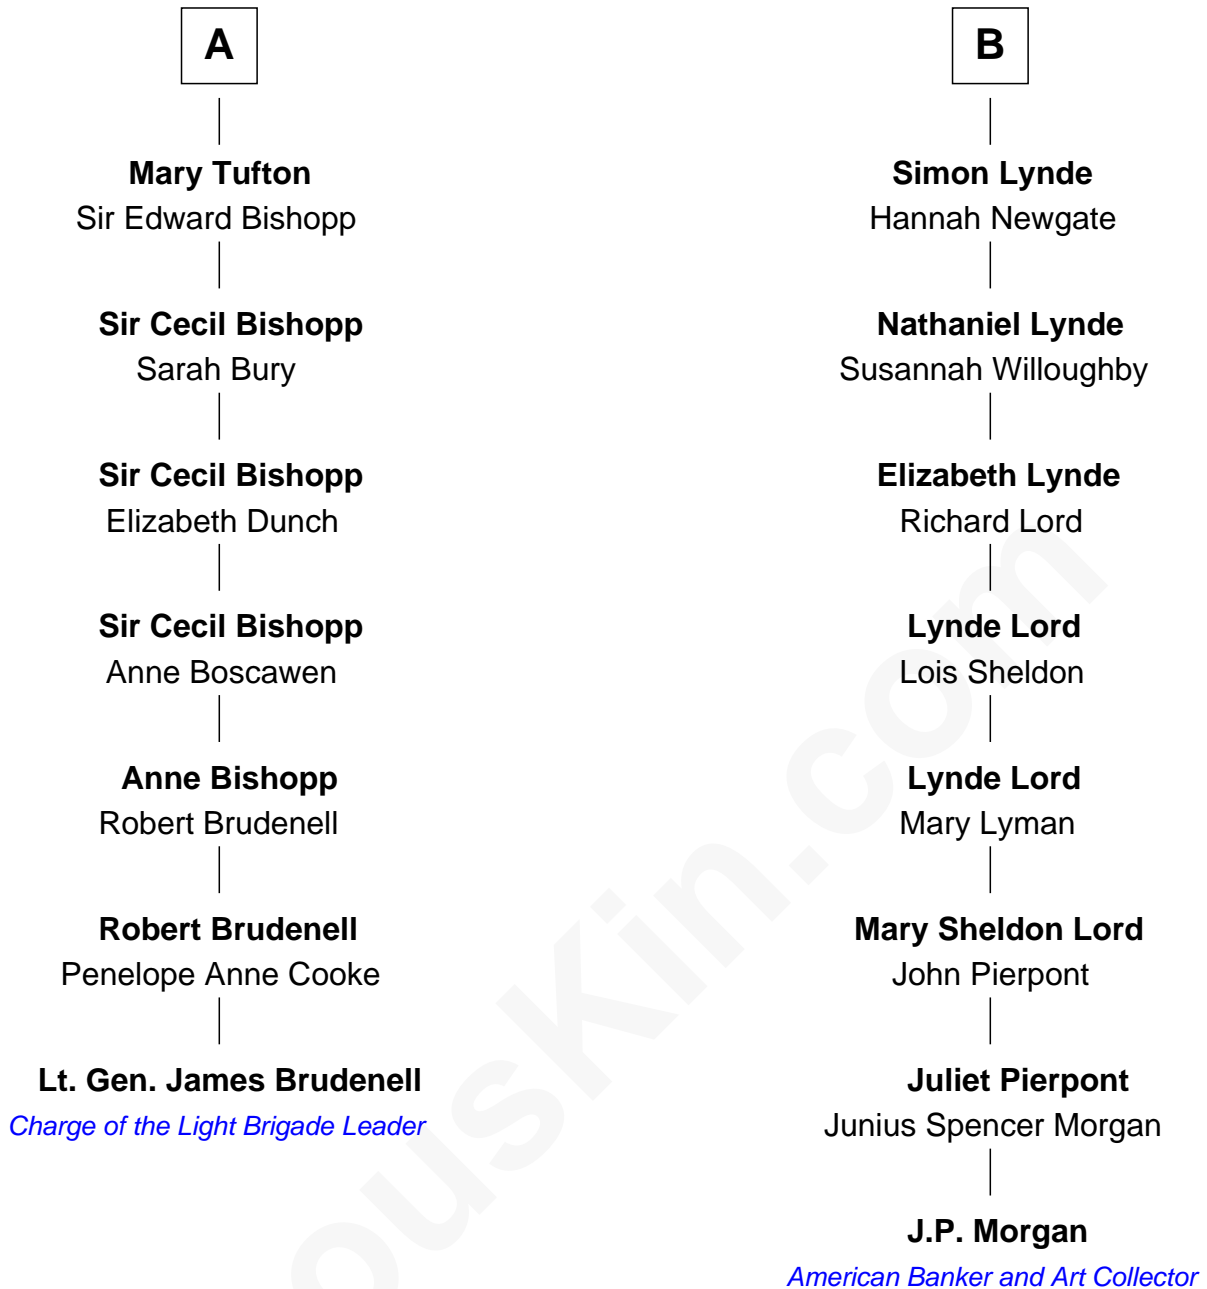 A
Mary Tufton
Sir Edward Bishopp
Sir Cecil Bishopp
Sarah Bury
Sir Cecil Bishopp
Elizabeth Dunch
Sir Cecil Bishopp
Anne Boscawen
Anne Bishopp
Robert Brudenell
Robert Brudenell
Penelope Anne Cooke
Lt. Gen. James Brudenell
Charge of the Light Brigade Leader
B
Simon Lynde
Hannah Newgate
Nathaniel Lynde
Susannah Willoughby
Elizabeth Lynde
Richard Lord
Lynde Lord
Lois Sheldon
Lynde Lord
Mary Lyman
Mary Sheldon Lord
John Pierpont
Juliet Pierpont
Junius Spencer Morgan
J.P. Morgan
American Banker and Art Collector
ousKin.com